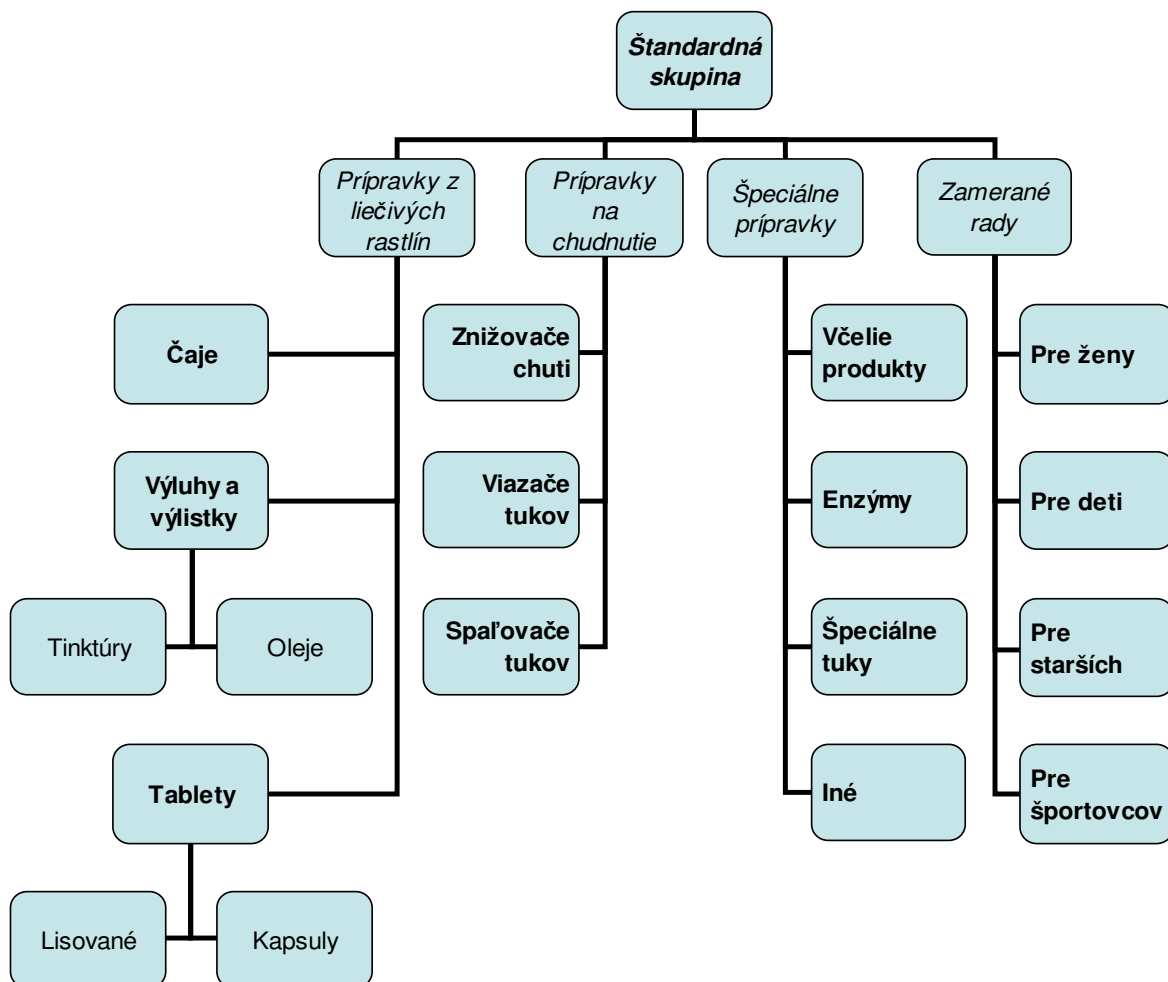 Štandardná
skupina
Prípravky z
liečivých
rastlín
Prípravky
na
chudnutie
Špeciálne
prípravky
Zamerané
rady
Čaje
Znižovače
chuti
Včelie
produkty
Pre ženy
Výluhy a
výlistky
Viazače
tukov
Enzýmy
Pre deti
Tinktúry
Oleje
Spaľovače
tukov
Špeciálne
tuky
Pre
starších
Tablety
Iné
Pre
športovcov
Lisované
Kapsuly